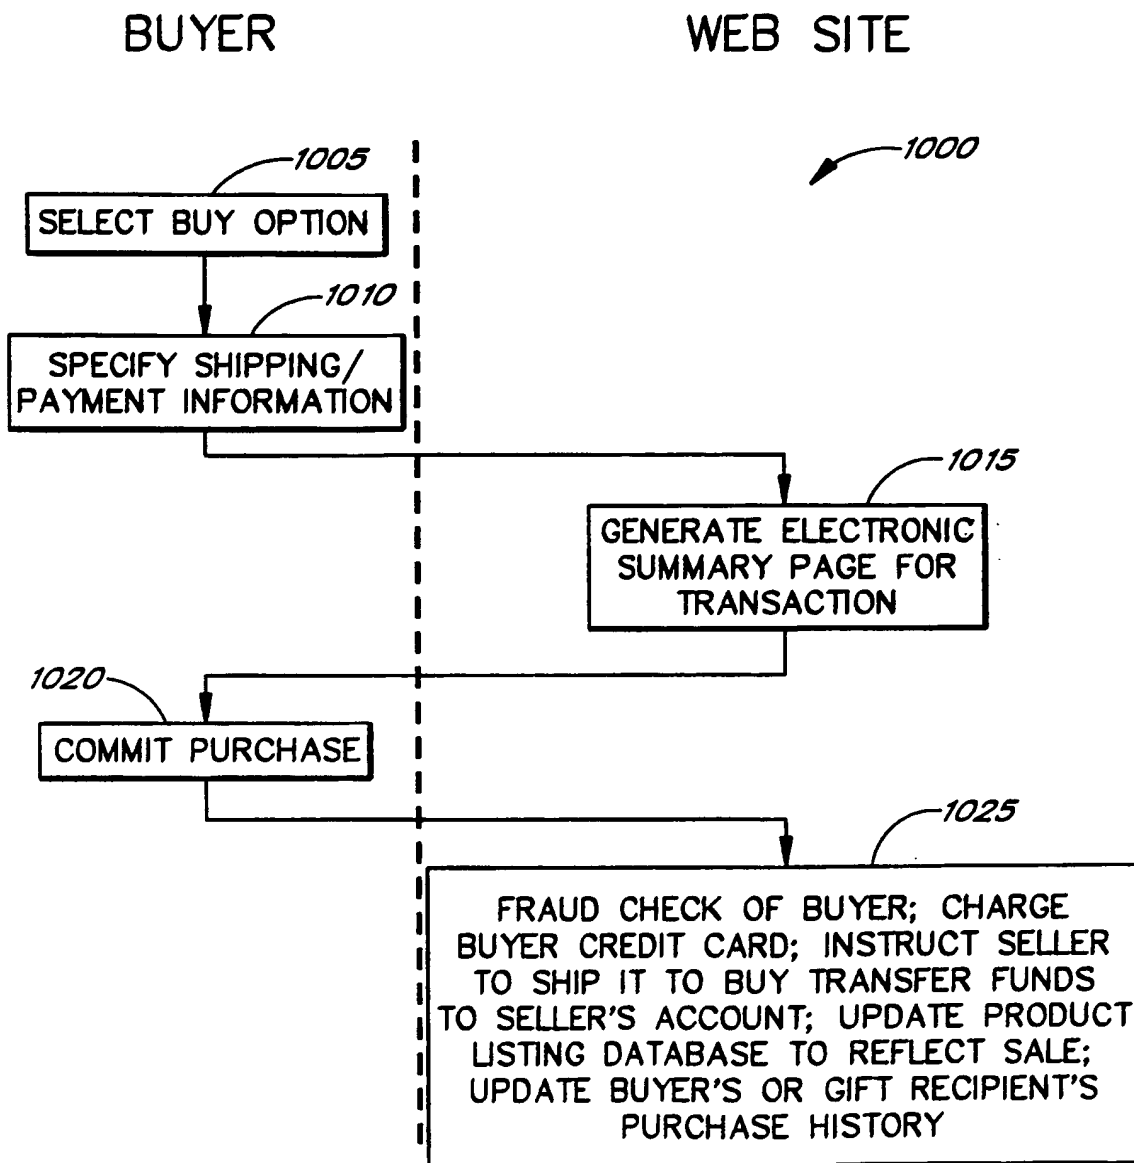 BUYER
WEB SITE
1005
1000
SELECT BUY OPTION
1010
SPECIFY SHIPPING/
PAYMENT INFORMATION
1015
GENERATE ELECTRONIC
SUMMARY PAGE FOR
TRANSACTION
1020
COMMIT PURCHASE
1025
FRAUD CHECK OF BUYER; CHARGE
BUYER CREDIT CARD; INSTRUCT SELLER
TO SHIP IT TO BUY TRANSFER FUNDS
TO SELLER'S ACCOUNT; UPDATE PRODUCT
LISTING DATABASE TO REFLECT SALE;
UPDATE BUYER'S OR GIFT RECIPIENT'S
PURCHASE HISTORY